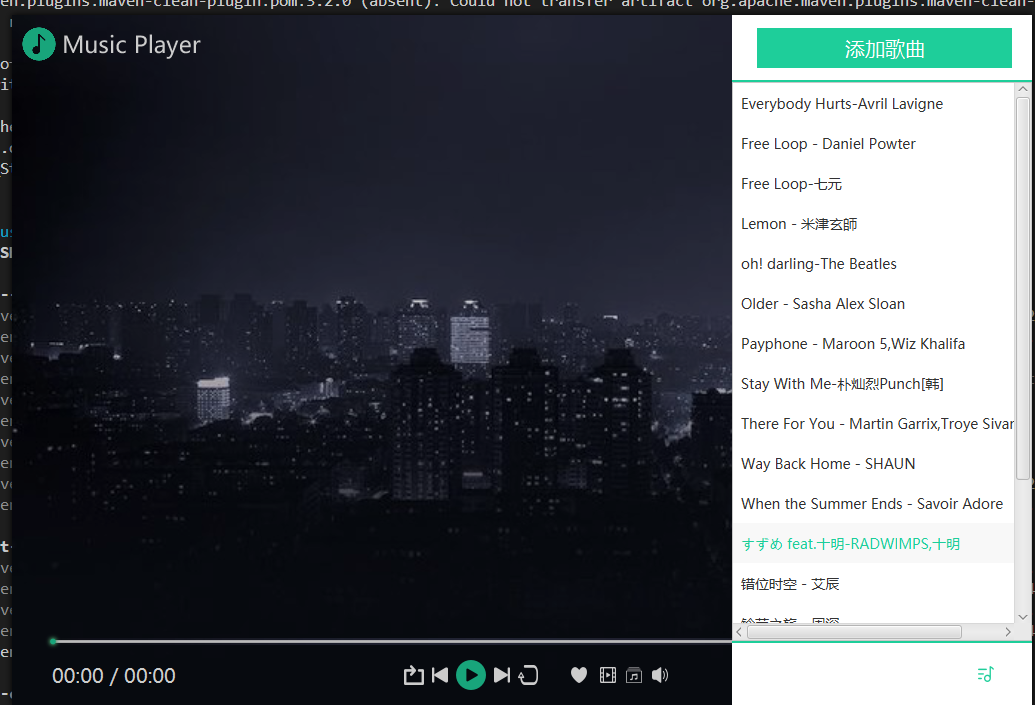 en.plugins.maven-clean-plugin.pom.3.2.0 (absent): Could not transfer artifact org.apache.maven.plugins.maven-clean-
Music Player
添加歌曲
Everybody Hurts-Avril Lavigne
Free Loop - Daniel Powter
Free Loop-七元
Lemon - 米津玄師
oh! darling-The Beatles
Older - Sasha Alex Sloan
Payphone - Maroon 5,Wiz Khalifa
Stay With Me-朴灿烈Punch[韩]
There For You - Martin Garrix,Troye Sivan
Way Back Home - SHAUN
When the Summer Ends - Savoir Adore
すずめ feat.十明-RADWIMPS,十明
错位时空 - 艾辰
00:00 / 00:00